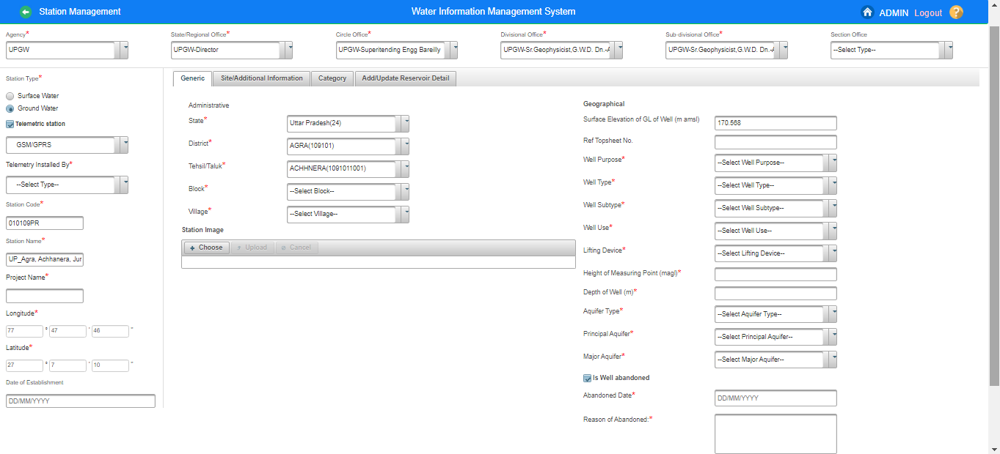 Station Management
Water Information Management System
ADMIN Logout ?
Agency*
UPGW
State/Regional Office*
UPGW-Director
Circle Office*
UPGW-Superitending Engg Bareilly
Divisional Office*
UPGW-Sr.Geophysicist,G.W.D. Dn.-A
Sub-divisional Office*
UPGW-Sr.Geophysicist,G.W.D. Dn.-A
Section Office
--Select Type--
Station Type*
Surface Water
Ground Water
Telemetric station
GSM/GPRS
Telemetry Installed By*
--Select Type--
Station Code*
010109PR
Station Name*
UP_Agra, Achhanera, Jur
Project Name*
Longitude*
77 ° 47 ' 46 "
Latitude*
27 ° 7 ' 10 "
Date of Establishment
DD/MM/YYYY
Generic
Site/Additional Information
Category
Add/Update Reservoir Detail
Administrative
State*
Uttar Pradesh(24)
District*
AGRA(109101)
Tehsil/Taluk*
ACHHNERA(1091011001)
Block*
--Select Block--
Village*
--Select Village--
Station Image
Choose Upload Cancel
Geographical
Surface Elevation of GL of Well (m amsl)
170.568
Ref Topsheet No.
Well Purpose*
--Select Well Purpose--
Well Type*
--Select Well Type--
Well Subtype*
--Select Well Subtype--
Well Use*
--Select Well Use--
Lifting Device*
--Select Lifting Device--
Height of Measuring Point (magl)*
Depth of Well (m)*
Aquifer Type*
--Select Aquifer Type--
Principal Aquifer*
--Select Principal Aquifer--
Major Aquifer*
--Select Major Aquifer--
Is Well abandoned
Abandoned Date*
DD/MM/YYYY
Reason of Abandoned:*